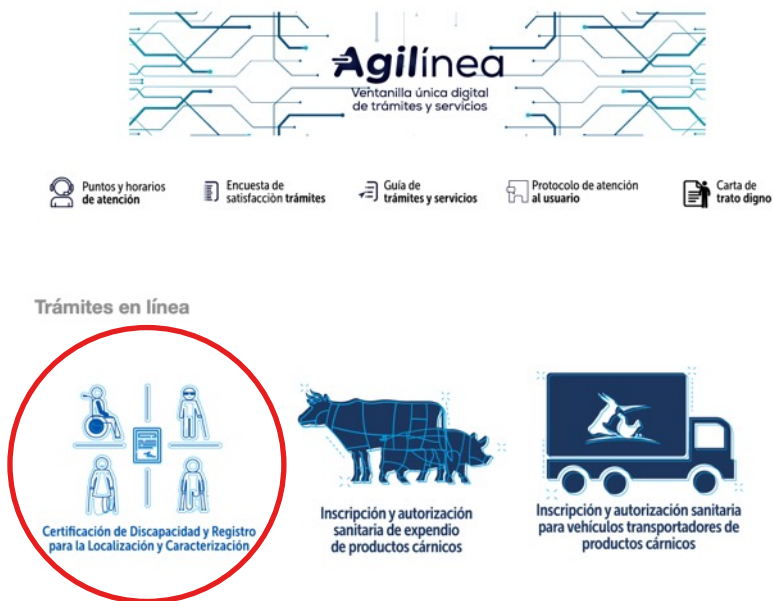 Agilínea
Ventanilla única digital
de trámites y servicios
Puntos y horarios
de atención
Encuesta de
satisfacciòn trámites
Guía de
trámites y servicios
Protocolo de atención
al usuario
Carta de
trato digno
Trámites en línea
Certificación de Discapacidad y Registro
para la Localización y Caracterización
Inscripción y autorización
sanitaria de expendio
de productos cárnicos
Inscripción y autorización sanitaria
para vehículos transportadores de
productos cárnicos